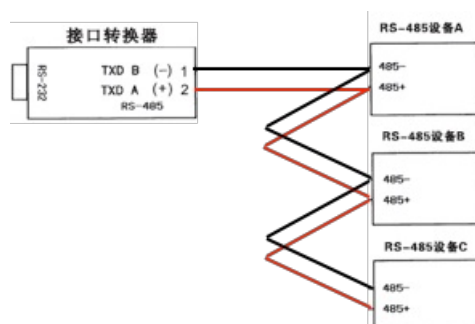 接口转换器
RS-232
TXD B (−) 1
TXD A (+) 2
RS-485
RS-485设备A
485−
485+
RS-485设备B
485−
485+
RS-485设备C
485−
485+